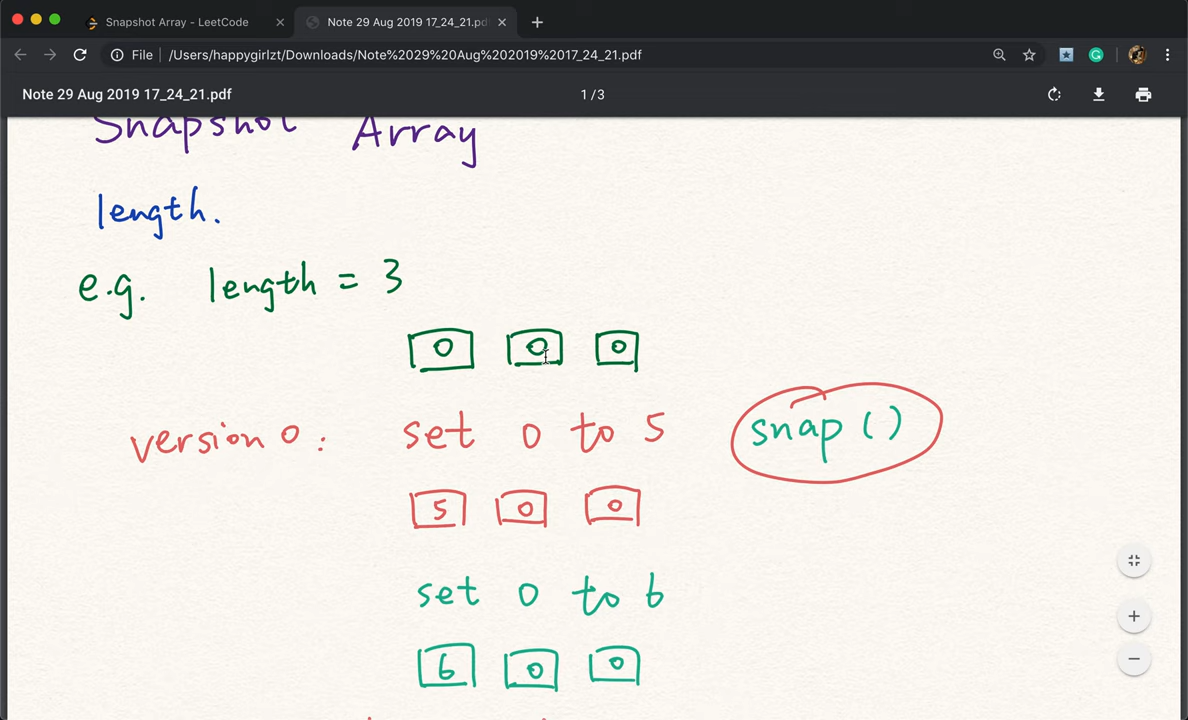 Snapshot Array - LeetCode
Note 29 Aug 2019 17_24_21.pd
File /Users/happygirlzt/Downloads/Note%2029%20Aug%202019%2017_24_21.pdf
Note 29 Aug 2019 17_24_21.pdf
1 / 3
Snapshot Array
length.
e.g. length = 3
0 0 0
version 0 : set 0 to 5 snap ( )
5 0 0
set 0 to 6
6 0 0